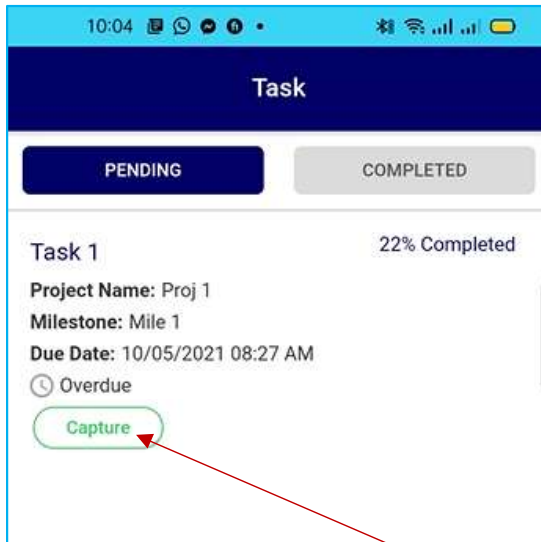 10:04
Task
PENDING COMPLETED
Task 1 22% Completed
Project Name: Proj 1
Milestone: Mile 1
Due Date: 10/05/2021 08:27 AM
Overdue
Capture